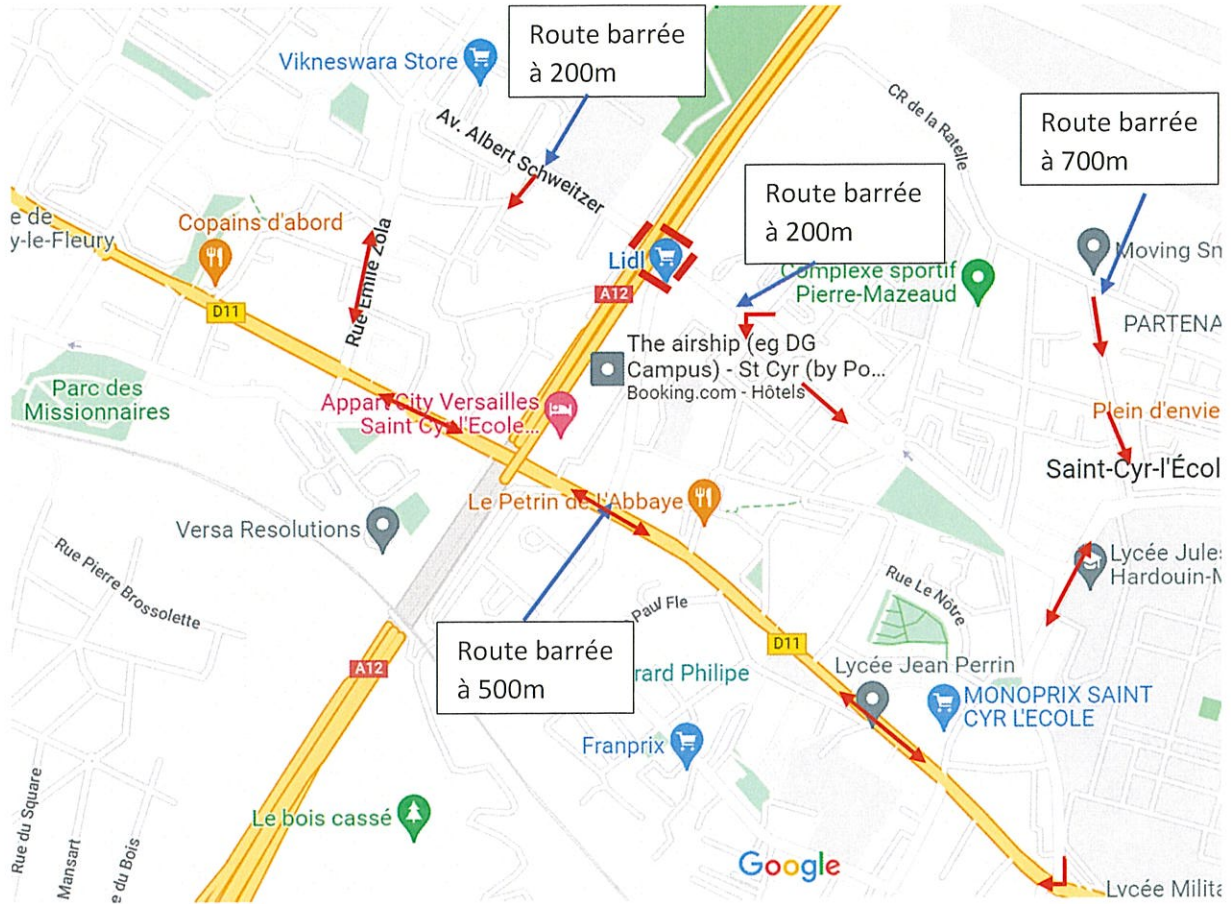 Route barrée
à 200m
Vikneswara Store
Av. Albert Schweitzer
CR de la Ratelle
Route barrée
à 700m
Route barrée
à 200m
e de
y-le-Fleury
Copains d'abord
Rue Emile Zola
Lidl
A12
D11
Complexe sportif
Pierre-Mazeaud
Moving Sn
PARTENA
The airship (eg DG
Campus) - St Cyr (by Po...
Booking.com - Hôtels
Parc des
Missionnaires
Appart'City Versailles
Saint Cyr l'Ecole...
Plein d'envie
Saint-Cyr-l'Écol
Le Petrin de l'Abbaye
Versa Resolutions
Rue Pierre Brossolette
Lycée Jules
Hardouin-M
Rue Le Nôtre
Paul Fle
Route barrée
à 500m
D11
A12
rard Philipe
Lycée Jean Perrin
MONOPRIX SAINT
CYR L'ECOLE
Franprix
Le bois cassé
Rue du Square
Mansart
e du Bois
Google
Lycée Milita